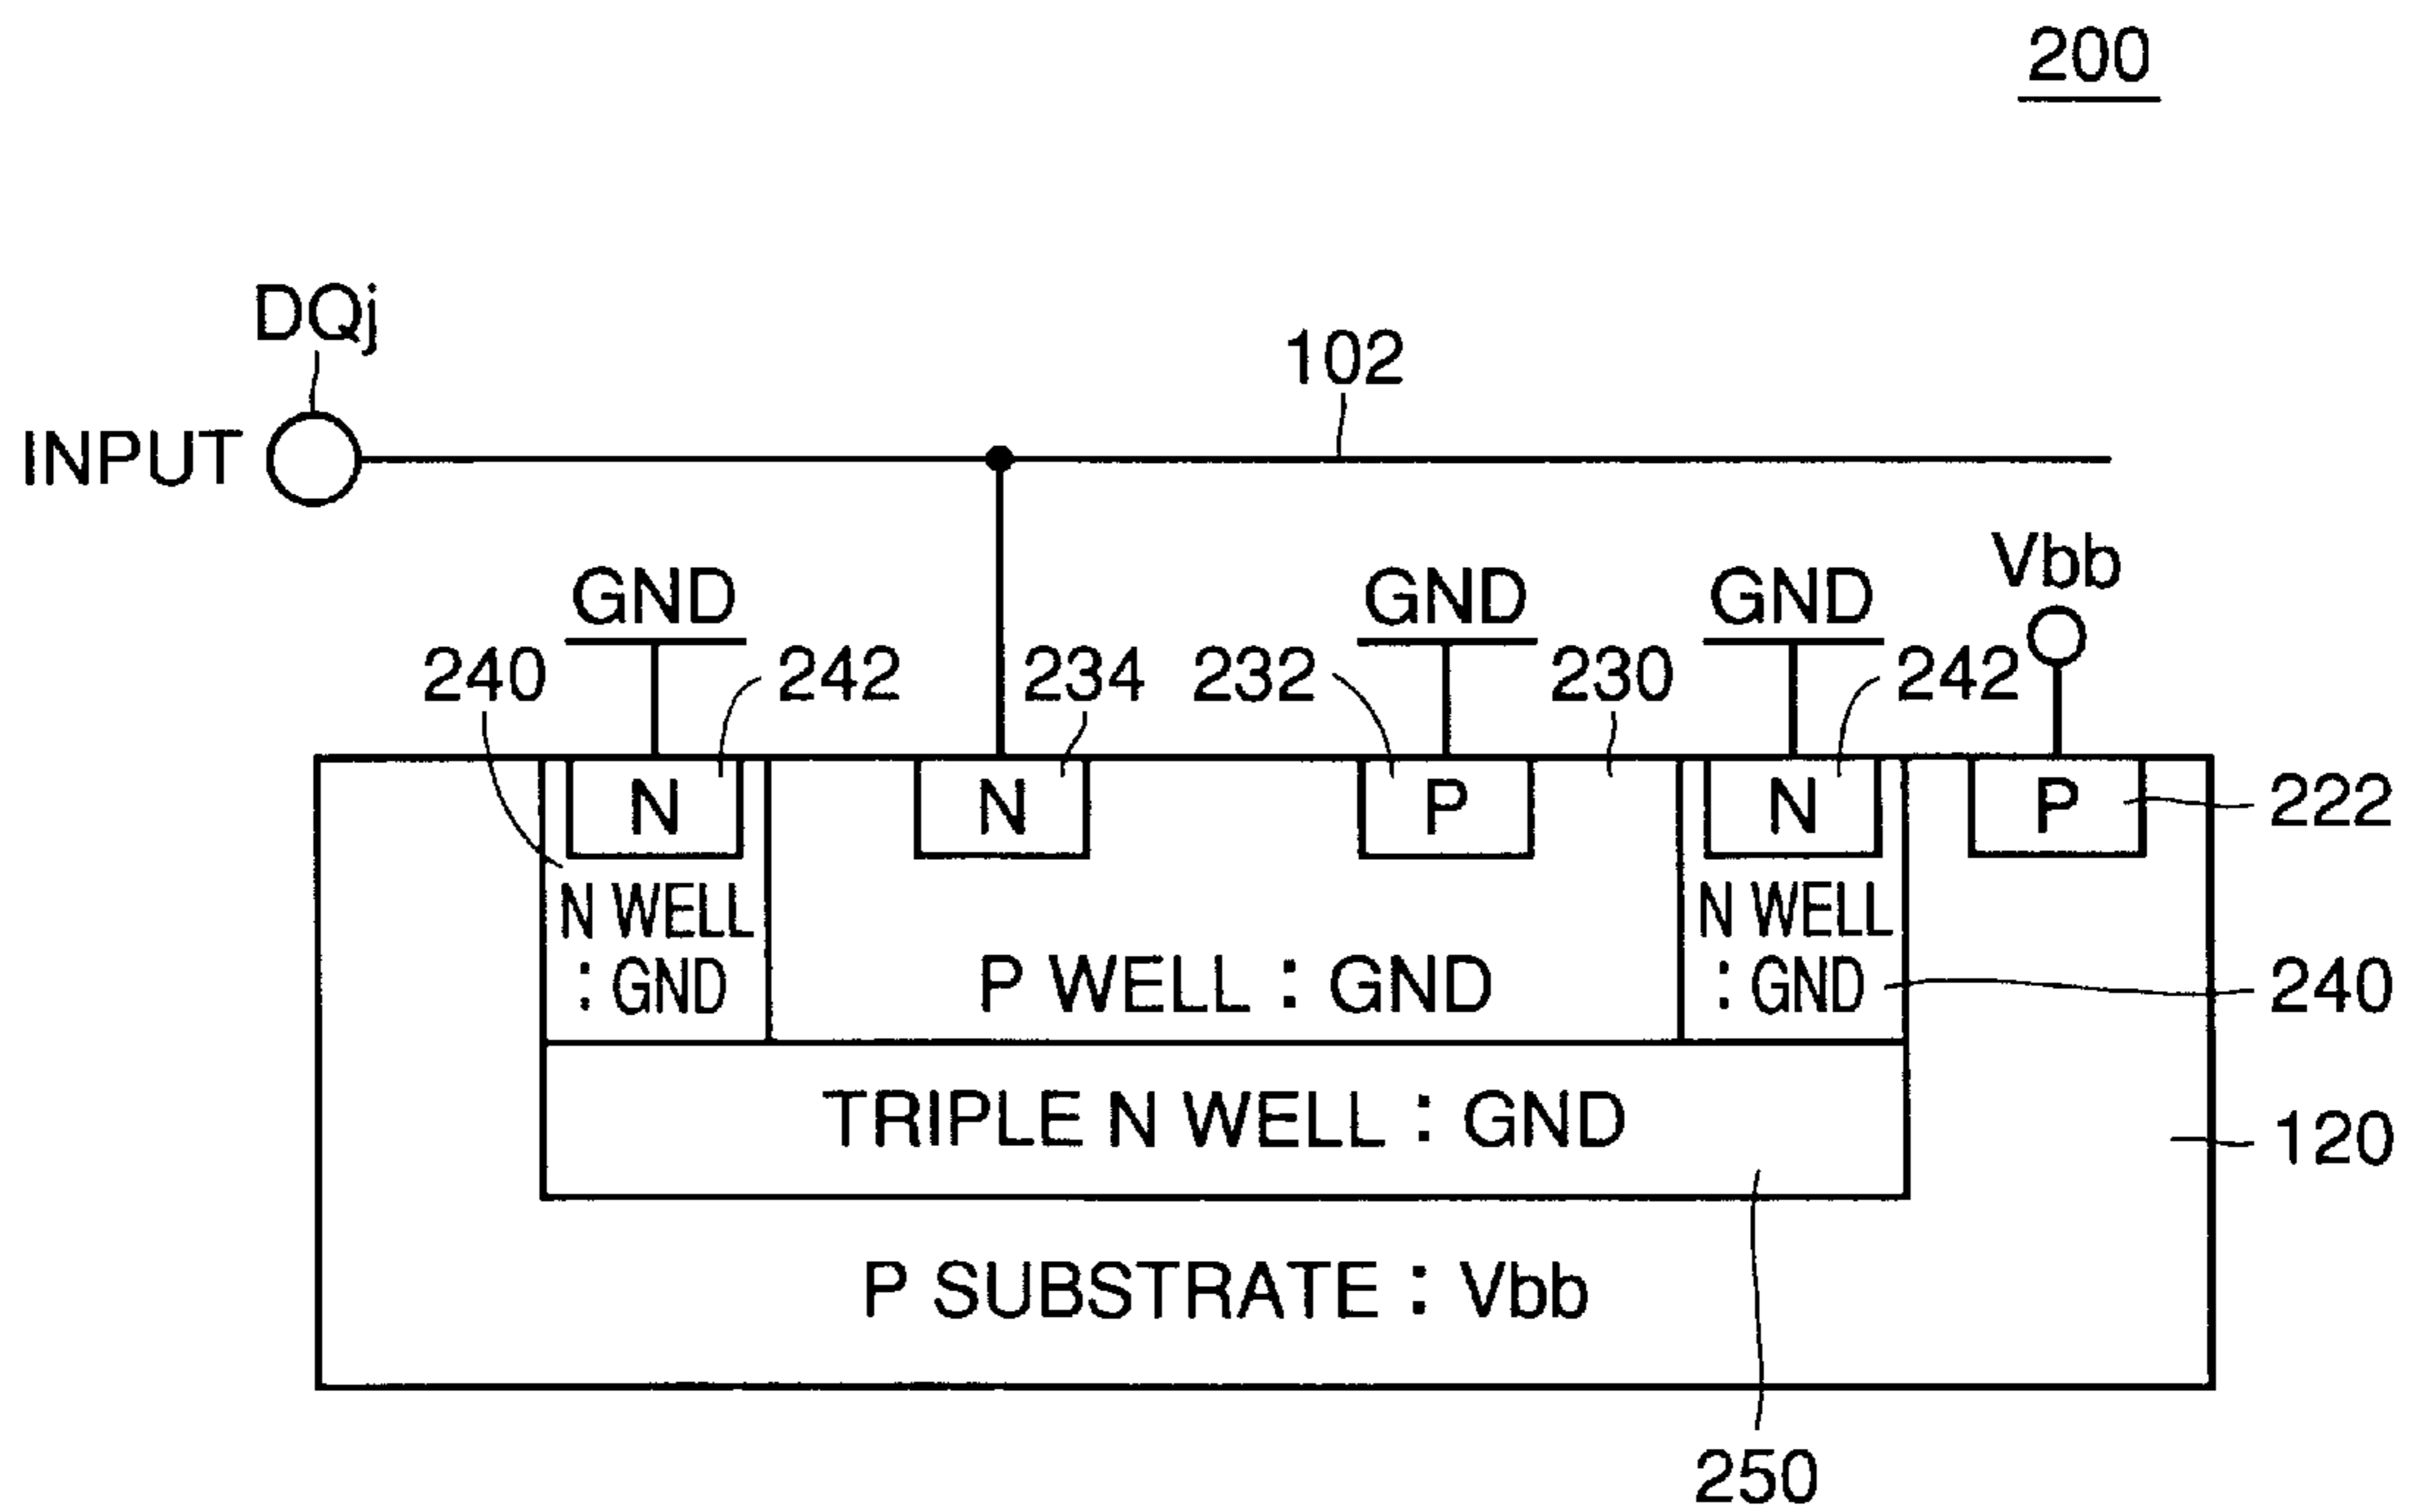 200
DQj
102
INPUT
Vbb
GND
GND
GND
240
242
234
232
230
242
N
N
P
N
P
222
N WELL
: GND
P WELL : GND
N WELL
: GND
240
TRIPLE N WELL : GND
120
P SUBSTRATE : Vbb
250